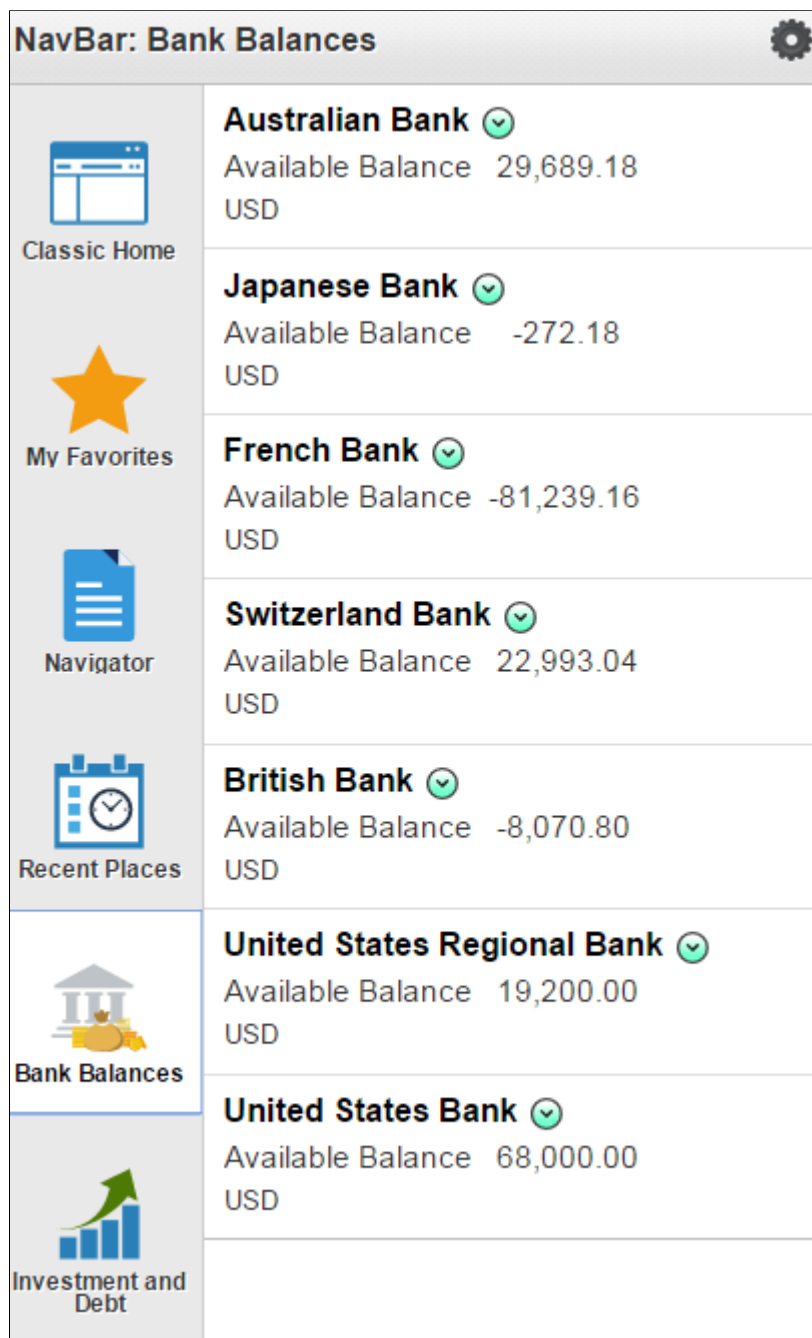 NavBar: Bank Balances
Classic Home
My Favorites
Navigator
Recent Places
Bank Balances
Investment and
Debt
Australian Bank
Available Balance 29,689.18
USD
Japanese Bank
Available Balance -272.18
USD
French Bank
Available Balance -81,239.16
USD
Switzerland Bank
Available Balance 22,993.04
USD
British Bank
Available Balance -8,070.80
USD
United States Regional Bank
Available Balance 19,200.00
USD
United States Bank
Available Balance 68,000.00
USD